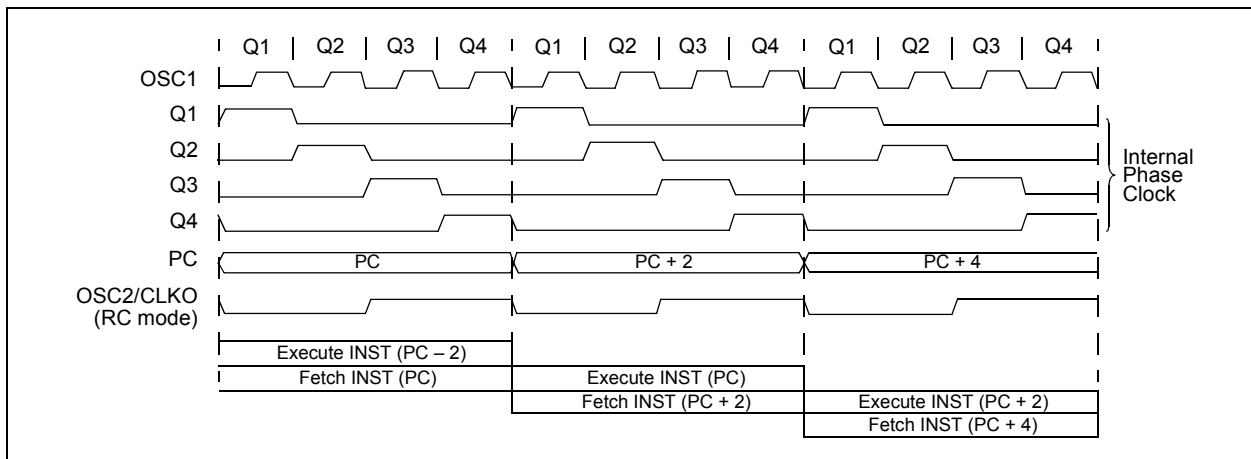 Q1 Q2 Q3 Q4 Q1 Q2 Q3 Q4 Q1 Q2 Q3 Q4
OSC1
Q1
Q2
Q3
Q4
Internal
Phase
Clock
PC PC PC + 2 PC + 4
OSC2/CLKO
(RC mode)
Execute INST (PC – 2)
Fetch INST (PC) Execute INST (PC)
Fetch INST (PC + 2) Execute INST (PC + 2)
Fetch INST (PC + 4)